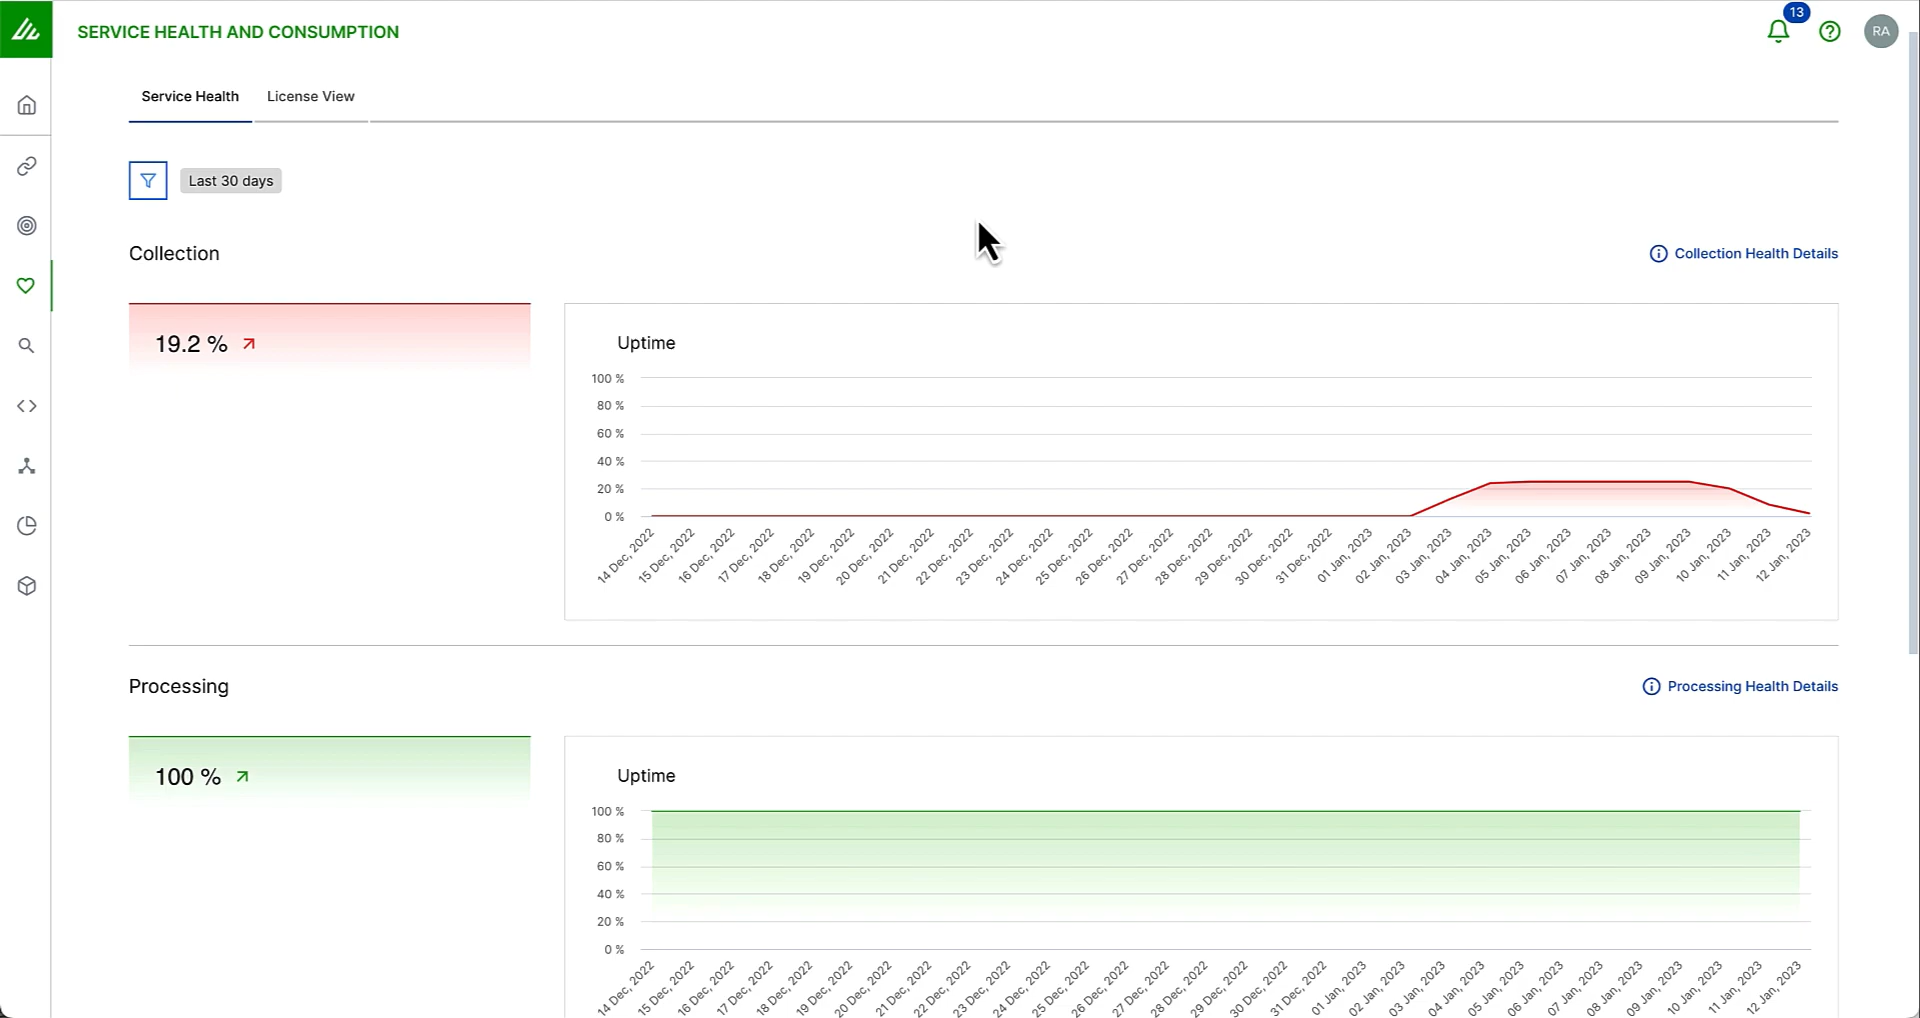 SERVICE HEALTH AND CONSUMPTION
13
RA
Service Health
License View
Last 30 days
Collection
Collection Health Details
19.2 %
Uptime
100 %
80 %
60 %
40 %
20 %
0 %
14 Dec, 2022
15 Dec, 2022
16 Dec, 2022
17 Dec, 2022
18 Dec, 2022
19 Dec, 2022
20 Dec, 2022
21 Dec, 2022
22 Dec, 2022
23 Dec, 2022
24 Dec, 2022
25 Dec, 2022
26 Dec, 2022
27 Dec, 2022
28 Dec, 2022
29 Dec, 2022
30 Dec, 2022
31 Dec, 2022
01 Jan, 2023
02 Jan, 2023
03 Jan, 2023
04 Jan, 2023
05 Jan, 2023
06 Jan, 2023
07 Jan, 2023
08 Jan, 2023
09 Jan, 2023
10 Jan, 2023
11 Jan, 2023
12 Jan, 2023
Processing
Processing Health Details
100 %
Uptime
100 %
80 %
60 %
40 %
20 %
0 %
14 Dec, 2022
15 Dec, 2022
16 Dec, 2022
17 Dec, 2022
18 Dec, 2022
19 Dec, 2022
20 Dec, 2022
21 Dec, 2022
22 Dec, 2022
23 Dec, 2022
24 Dec, 2022
25 Dec, 2022
26 Dec, 2022
27 Dec, 2022
28 Dec, 2022
29 Dec, 2022
30 Dec, 2022
31 Dec, 2022
01 Jan, 2023
02 Jan, 2023
03 Jan, 2023
04 Jan, 2023
05 Jan, 2023
06 Jan, 2023
07 Jan, 2023
08 Jan, 2023
09 Jan, 2023
10 Jan, 2023
11 Jan, 2023
12 Jan, 2023